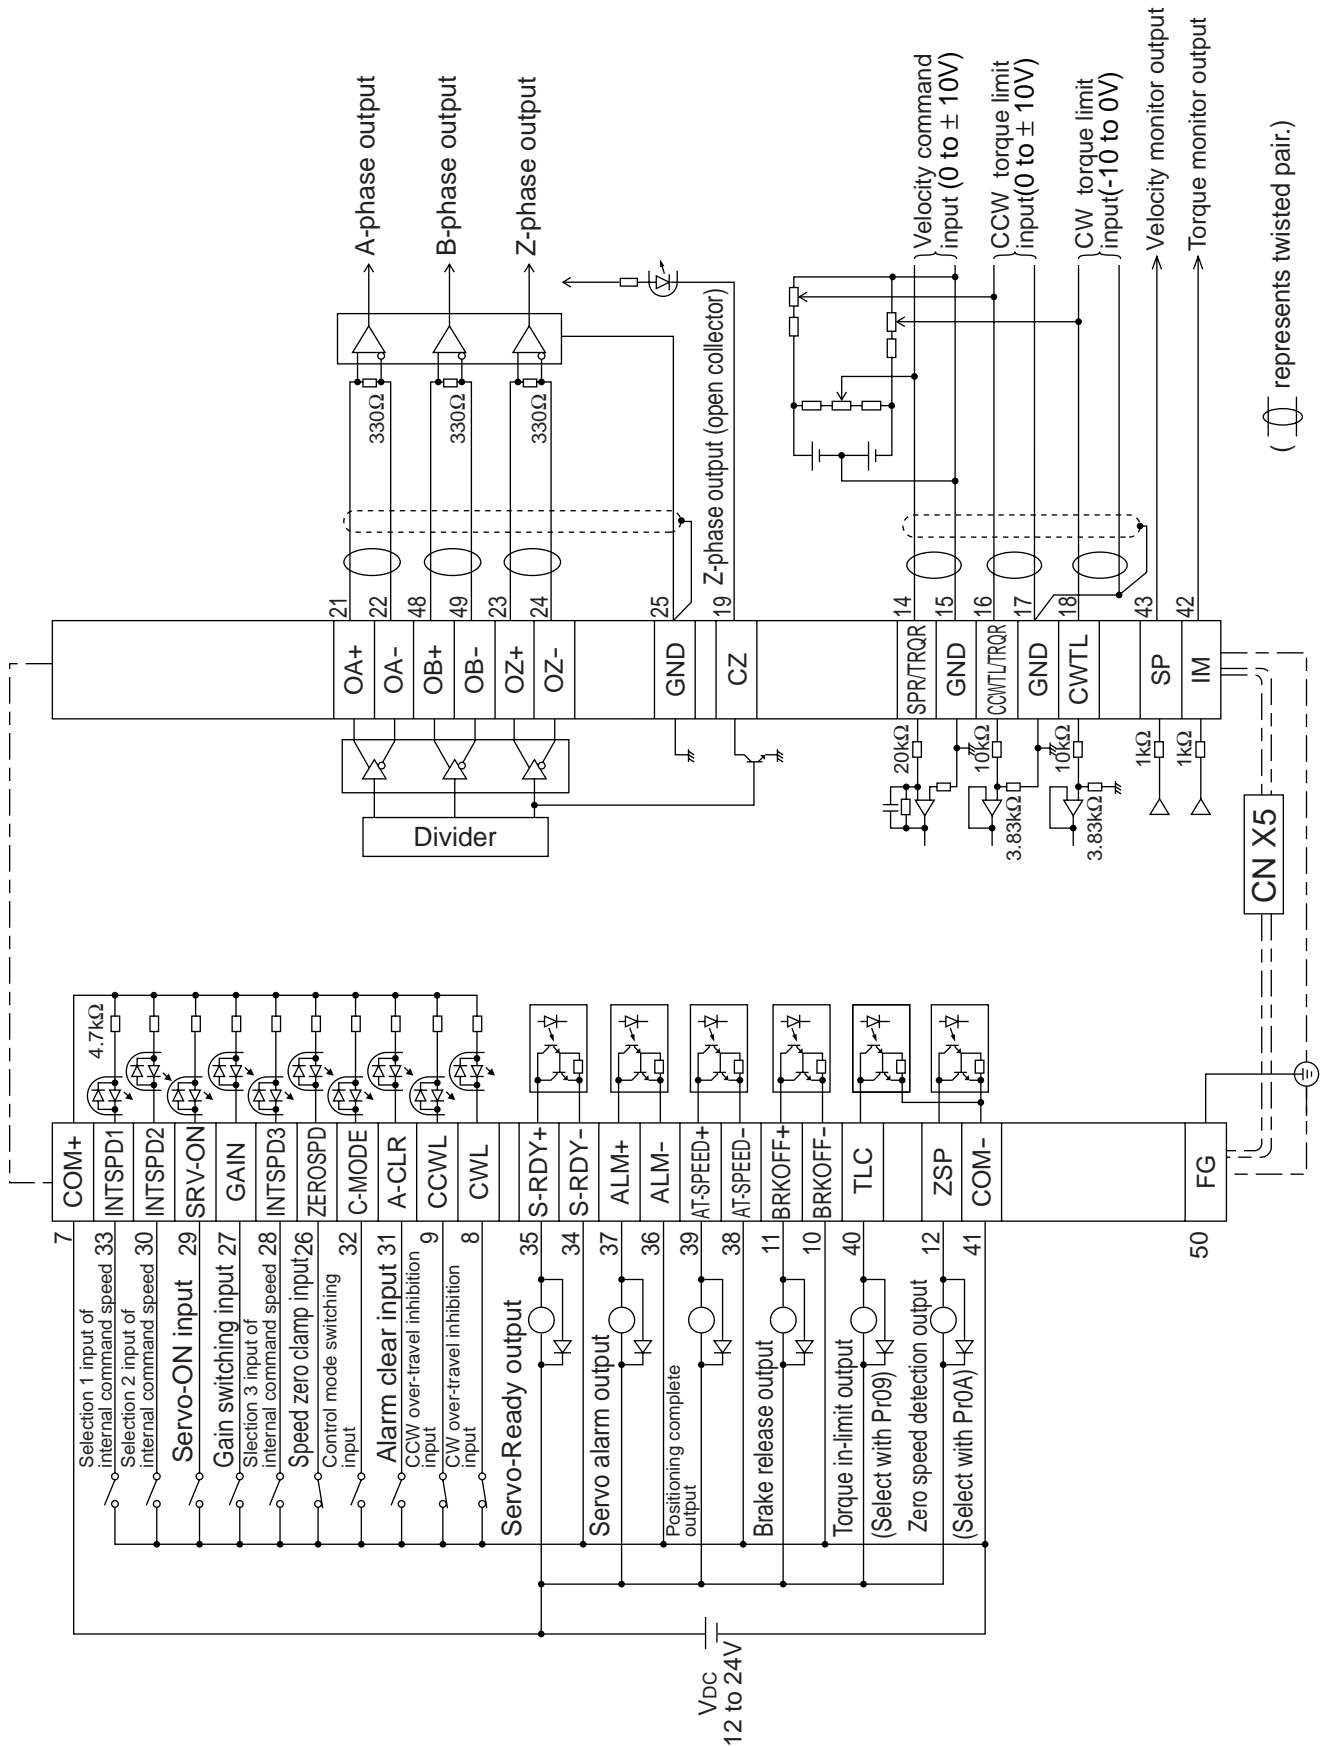 7 COM+
Selection 1 input of
internal command speed 33 INTSPD1 4.7kΩ
Selection 2 input of
internal command speed 30 INTSPD2
Servo-ON input 29 SRV-ON
Gain switching input 27 GAIN
Slection 3 input of
internal command speed 28 INTSPD3
Speed zero clamp input 26 ZEROSPD
Control mode switching
input 32 C-MODE
Alarm clear input 31 A-CLR
CCW over-travel inhibition
input 9 CCWL
CW over-travel inhibition
input 8 CWL
Servo-Ready output 35 S-RDY+
34 S-RDY−
Servo alarm output 37 ALM+
36 ALM−
Positioning complete
output 39 AT-SPEED+
38 AT-SPEED−
Brake release output 11 BRKOFF+
10 BRKOFF−
Torque in-limit output
(Select with Pr09) 40 TLC
Zero speed detection output
(Select with Pr0A) 12 ZSP
41 COM−
50 FG
VDC
12 to 24V
CN X5
Divider
OA+ 21
OA− 22
330Ω
A-phase output
OB+ 48
OB− 49
330Ω
B-phase output
OZ+ 23
OZ− 24
330Ω
Z-phase output
GND 25
CZ 19
Z-phase output (open collector)
20kΩ SPR/TRQR 14
GND 15
Velocity command
input (0 to ± 10V)
10kΩ CCWTL/TRQR 16
3.83kΩ GND 17
CCW torque limit
input(0 to ± 10V)
10kΩ CWTL 18
3.83kΩ
CW torque limit
input(-10 to 0V)
1kΩ SP 43 Velocity monitor output
1kΩ IM 42 Torque monitor output
( represents twisted pair.)